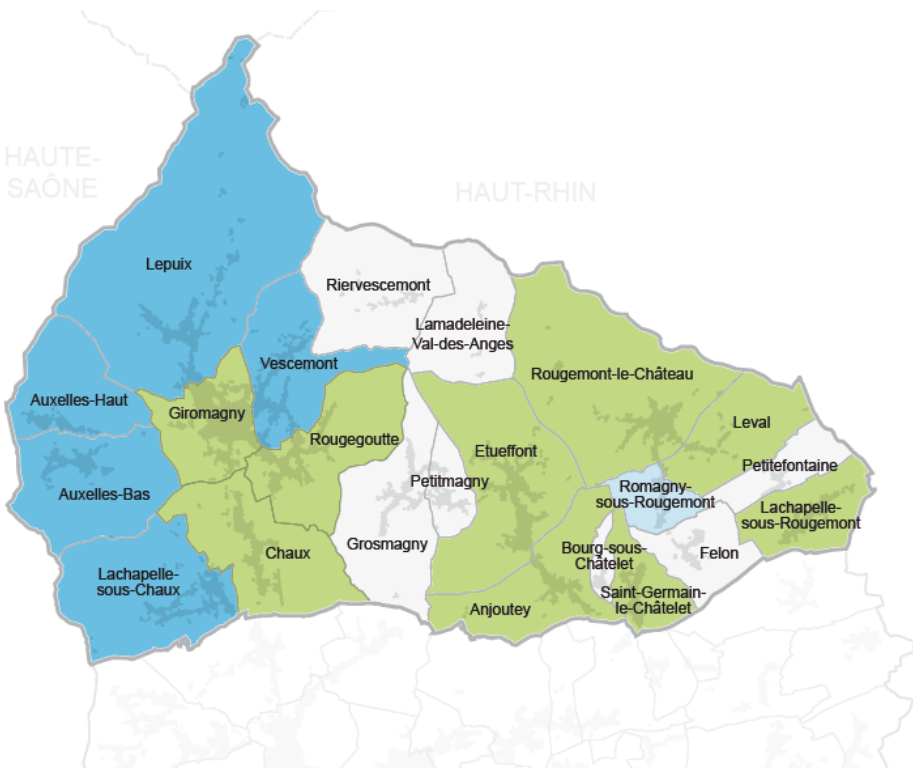 HAUTE-
SAÔNE
HAUT-RHIN
Lepuix
Riervescemont
Lamadeleine-
Val-des-Anges
Vescemont
Rougemont-le-Château
Auxelles-Haut
Giromagny
Leval
Rougegoutte
Etueffont
Petitefontaine
Petitmagny
Auxelles-Bas
Romagny-
sous-Rougemont
Lachapelle-
sous-Rougemont
Grosmagny
Chaux
Bourg-sous-
Châtelet
Felon
Lachapelle-
sous-Chaux
Saint-Germain-
le-Châtelet
Anjoutey